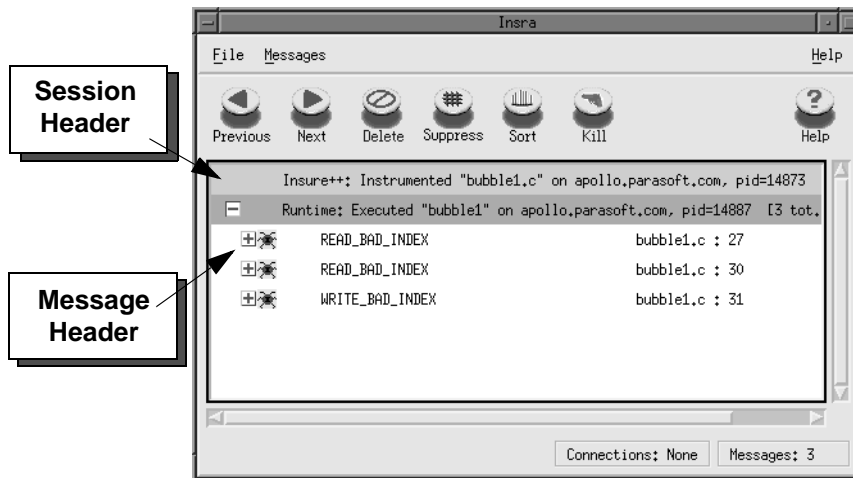 Insra
File Messages Help
Session
Header
Previous Next Delete Suppress Sort Kill Help
Insure++: Instrumented "bubble1.c" on apollo.parasoft.com, pid=14873
Runtime: Executed "bubble1" on apollo.parasoft.com, pid=14887 [3 tot.
READ_BAD_INDEX bubble1.c : 27
READ_BAD_INDEX bubble1.c : 30
WRITE_BAD_INDEX bubble1.c : 31
Message
Header
Connections: None Messages: 3